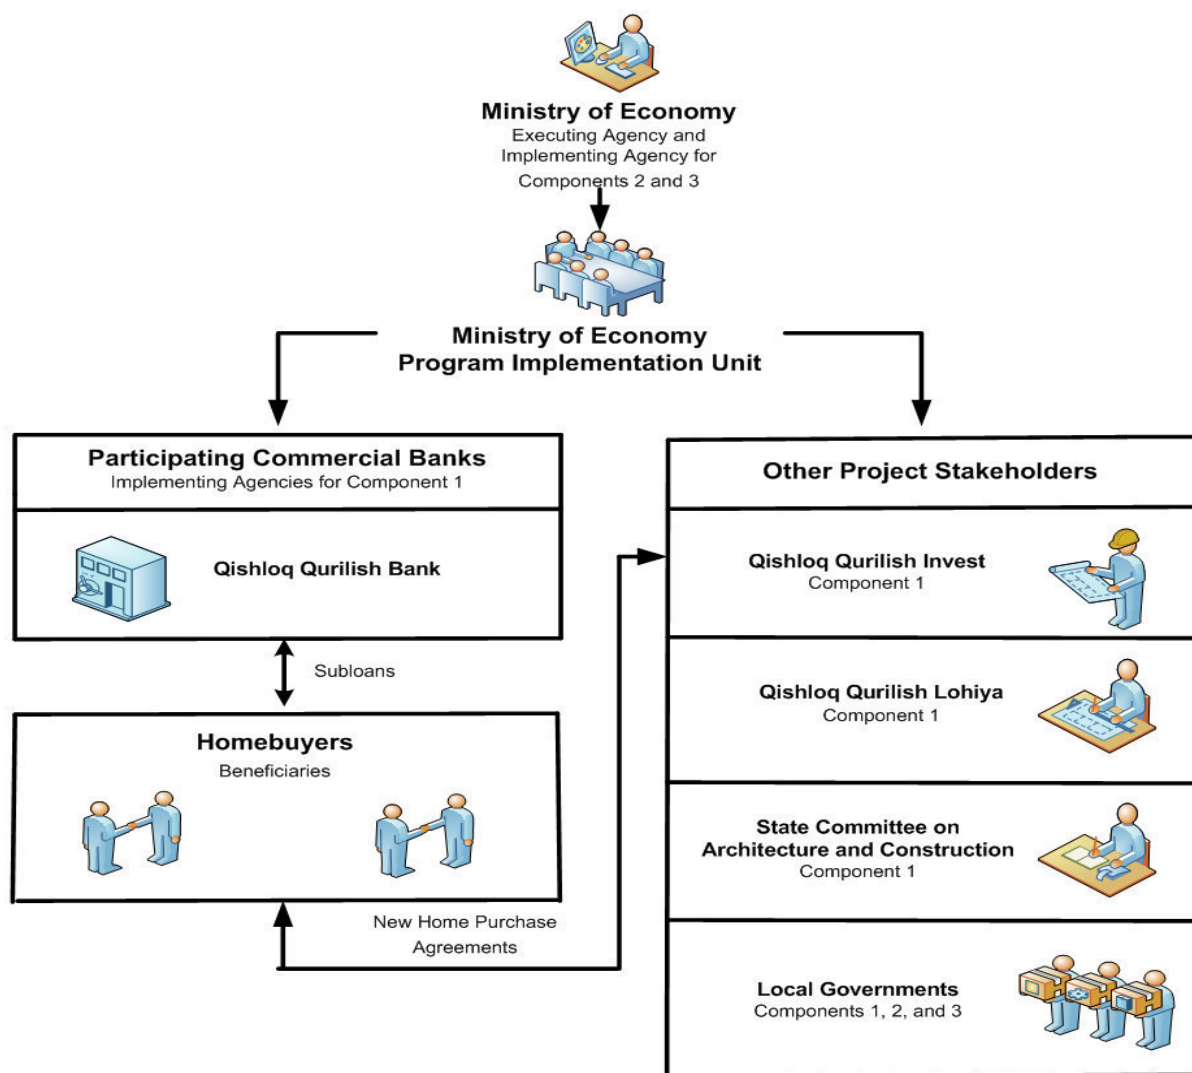 Ministry of Economy
Executing Agency and
Implementing Agency for
Components 2 and 3
Ministry of Economy
Program Implementation Unit
Participating Commercial Banks
Implementing Agencies for Component 1
Qishloq Qurilish Bank
Subloans
Homebuyers
Beneficiaries
New Home Purchase
Agreements
Other Project Stakeholders
Qishloq Qurilish Invest
Component 1
Qishloq Qurilish Lohiya
Component 1
State Committee on
Architecture and Construction
Component 1
Local Governments
Components 1, 2, and 3